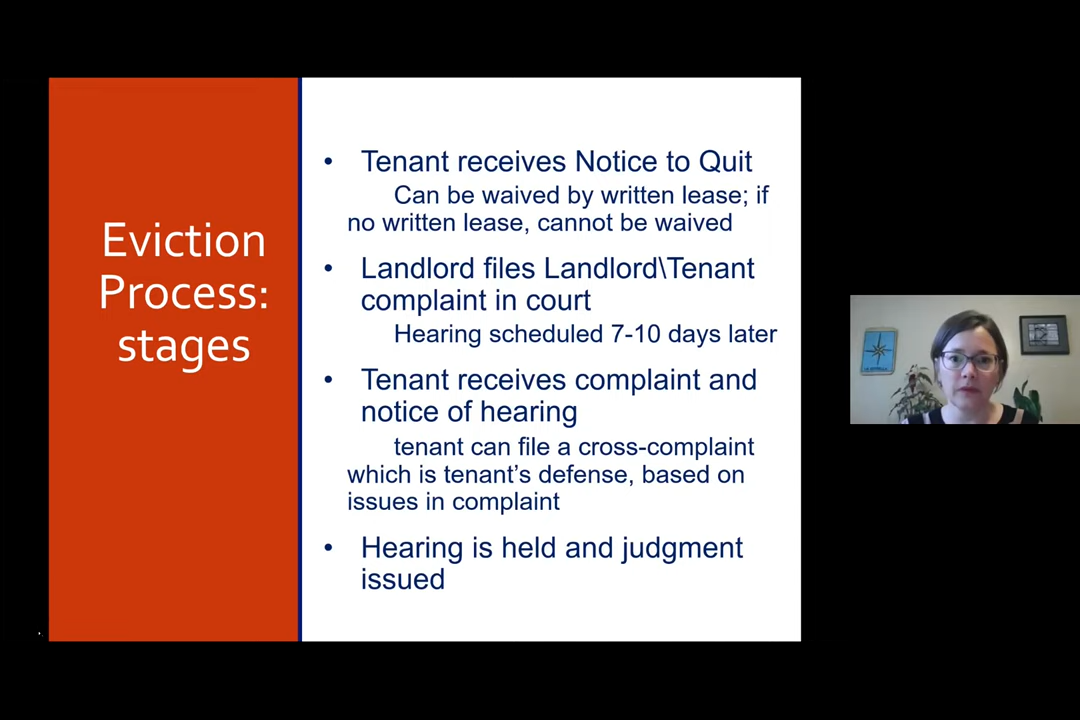 Eviction
Process:
stages
• Tenant receives Notice to Quit
Can be waived by written lease; if
no written lease, cannot be waived
• Landlord files Landlord\Tenant
complaint in court
Hearing scheduled 7-10 days later
• Tenant receives complaint and
notice of hearing
tenant can file a cross-complaint
which is tenant's defense, based on
issues in complaint
• Hearing is held and judgment
issued